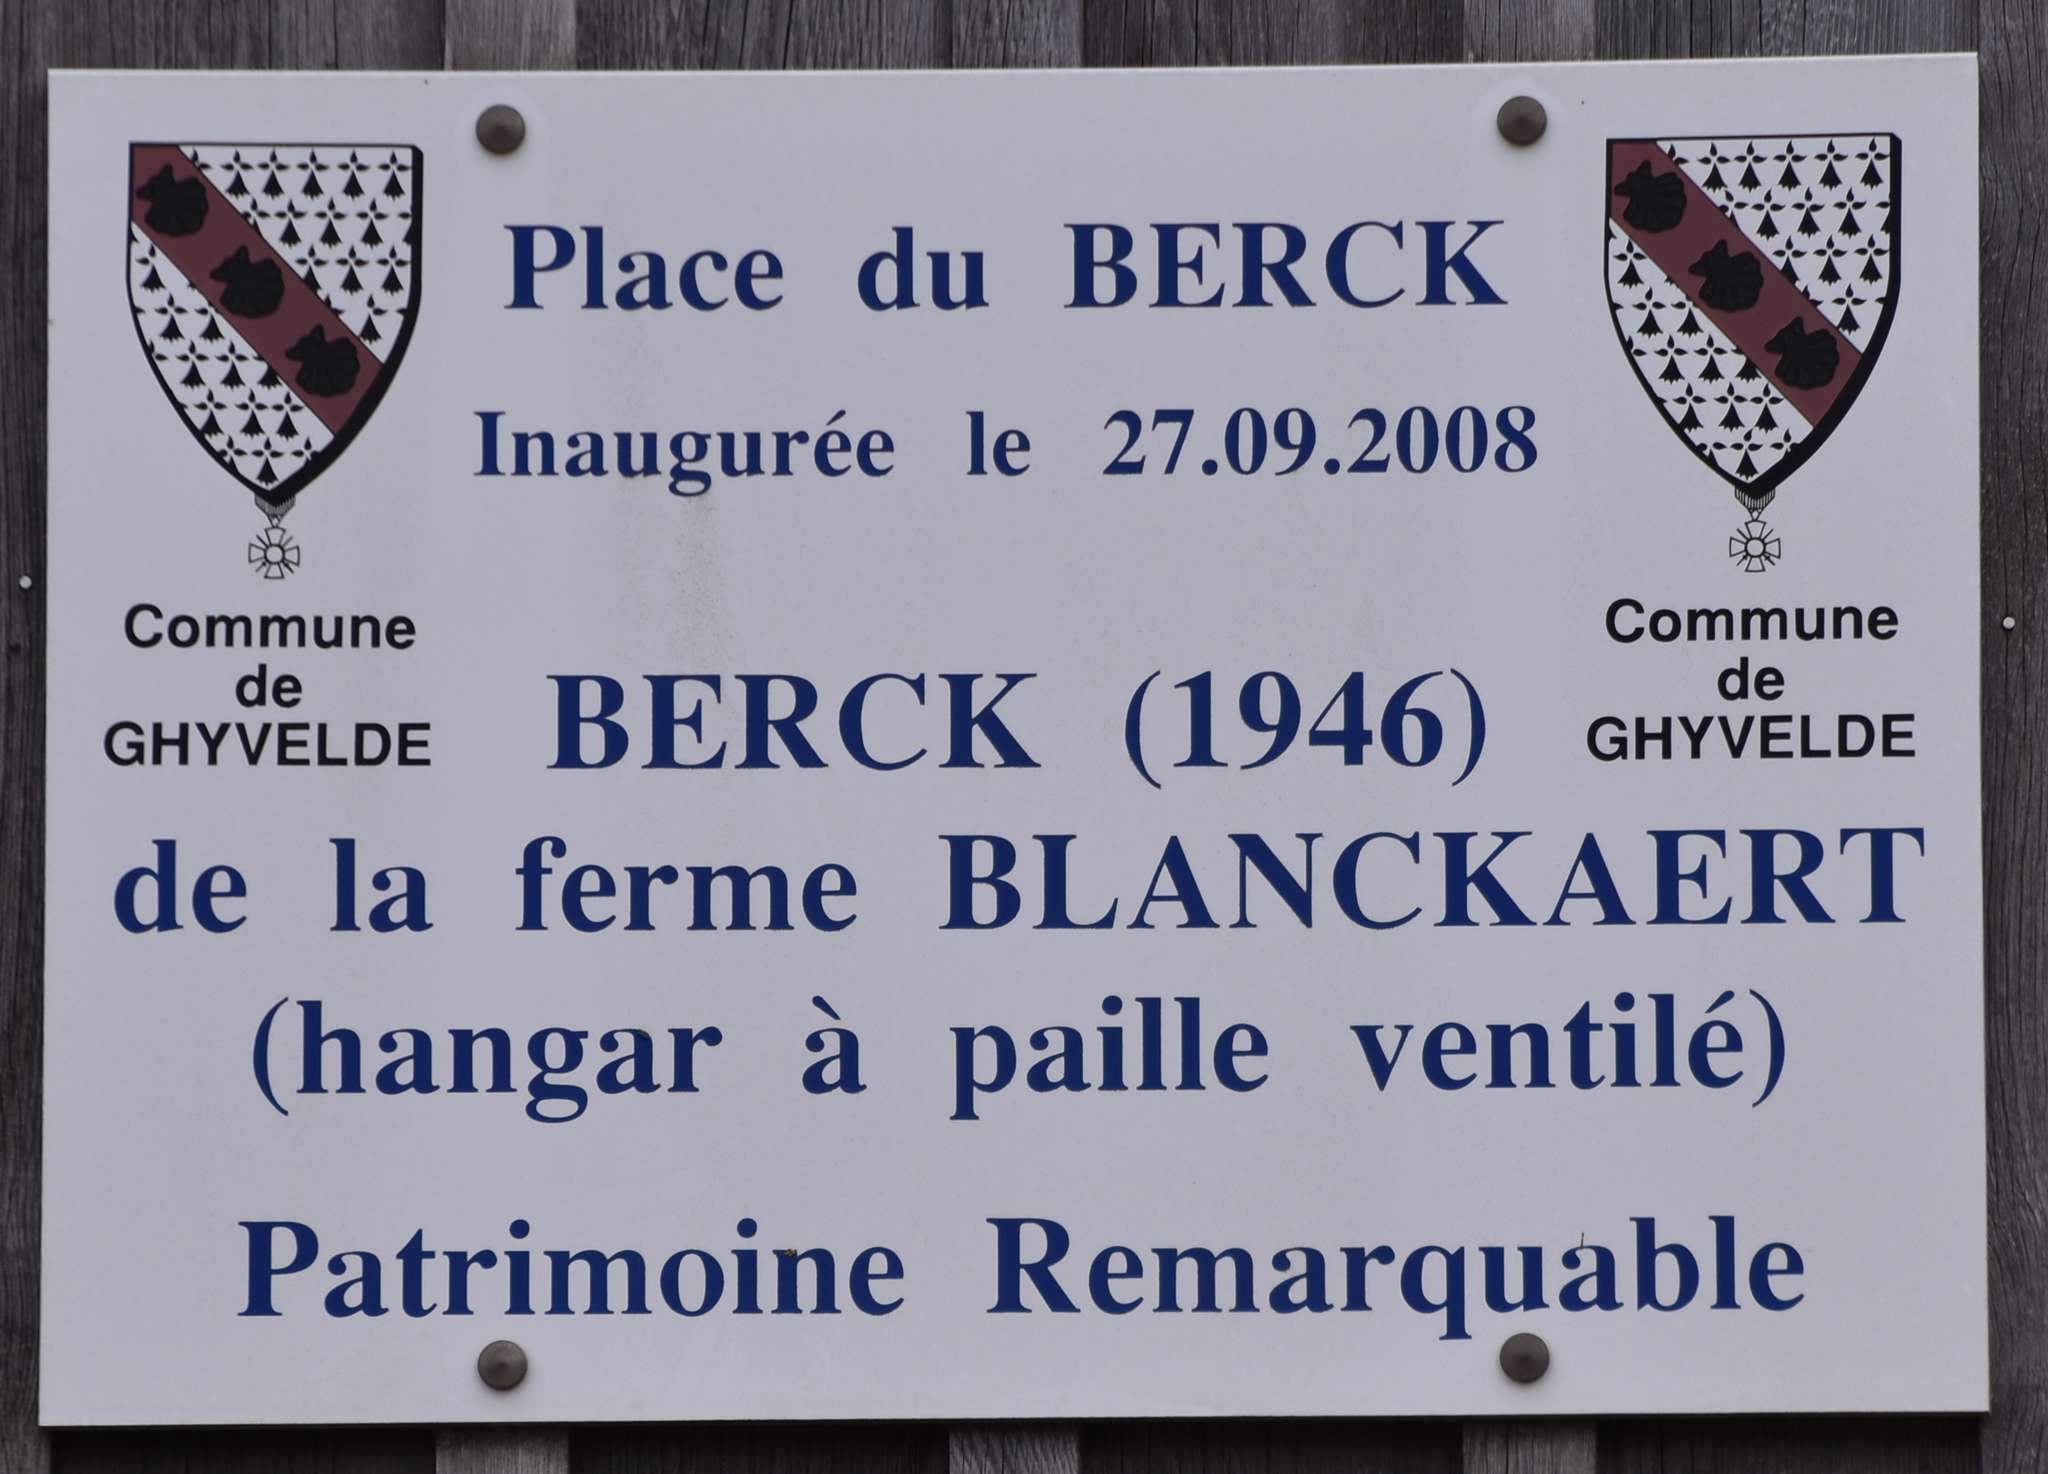 Place du BERCK
Inaugurée le 27.09.2008
Commune
de
GHYVELDE
Commune
de
GHYVELDE
BERCK (1946)
de la ferme BLANCKAERT
(hangar à paille ventilé)
Patrimoine Remarquable